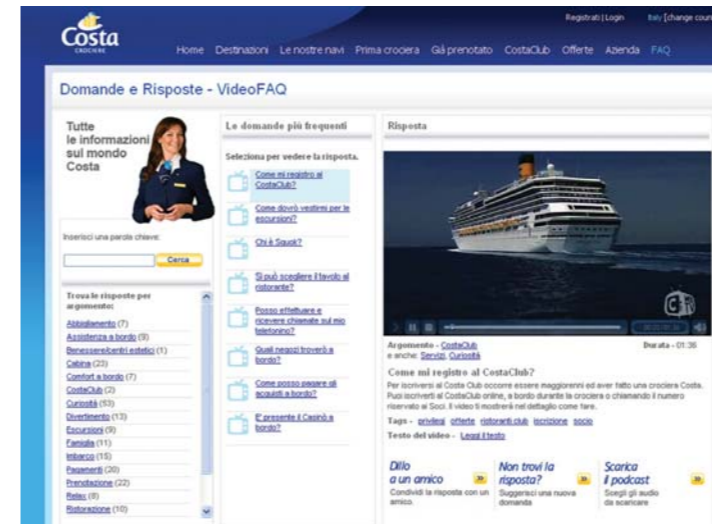 Costa
CROCIERE
Registrati | Login
Italy [change coun
Home Destinazioni Le nostre navi Prima crociera Già prenotato CostaClub Offerte Azienda FAQ
Domande e Risposte - VideoFAQ
Tutte
le informazioni
sul mondo
Costa
Inserisci una parola chiave:
Cerca
Trova le risposte per
argomento:
Abbigliamento (7)
Assistenza a bordo (9)
Benessere/centri estetici (1)
Cabina (23)
Comfort a bordo (7)
CostaClub (2)
Curiosità (53)
Divertimento (13)
Escursioni (9)
Famiglia (11)
Imbarco (15)
Pagamenti (20)
Prenotazione (22)
Relax (8)
Ristorazione (10)
Le domande più frequenti
Seleziona per vedere la risposta.
Come mi registro al
CostaClub?
Come dovrò vestirmi per le
escursioni?
Chi è Squok?
Si può scegliere il tavolo al
ristorante?
Posso effettuare e
ricevere chiamate sul mio
telefonino?
Quali negozi troverò a
bordo?
Come posso pagare gli
acquisti a bordo?
E' presente il Casinò a
bordo?
Risposta
Argomento - CostaClub
Durata - 01:36
e anche: Servizi, Curiosità
Come mi registro al CostaClub?
Per iscriversi al Costa Club occorre essere maggiorenni ed aver fatto una crociera Costa.
Puoi iscriverti al CostaClub online, a bordo durante la crociera o chiamando il numero
riservato ai Soci. Il video ti mostrerà nel dettaglio come fare.
Tags - privilegi offerte ristoranti club iscrizione socio
Testo del video - Leggi il testo
Dillo
a un amico
Condividi la risposta con un
amico.
Non trovi la
risposta?
Suggerisci una nuova
domanda
Scarica
il podcast
Scegli gli audio
da scaricare